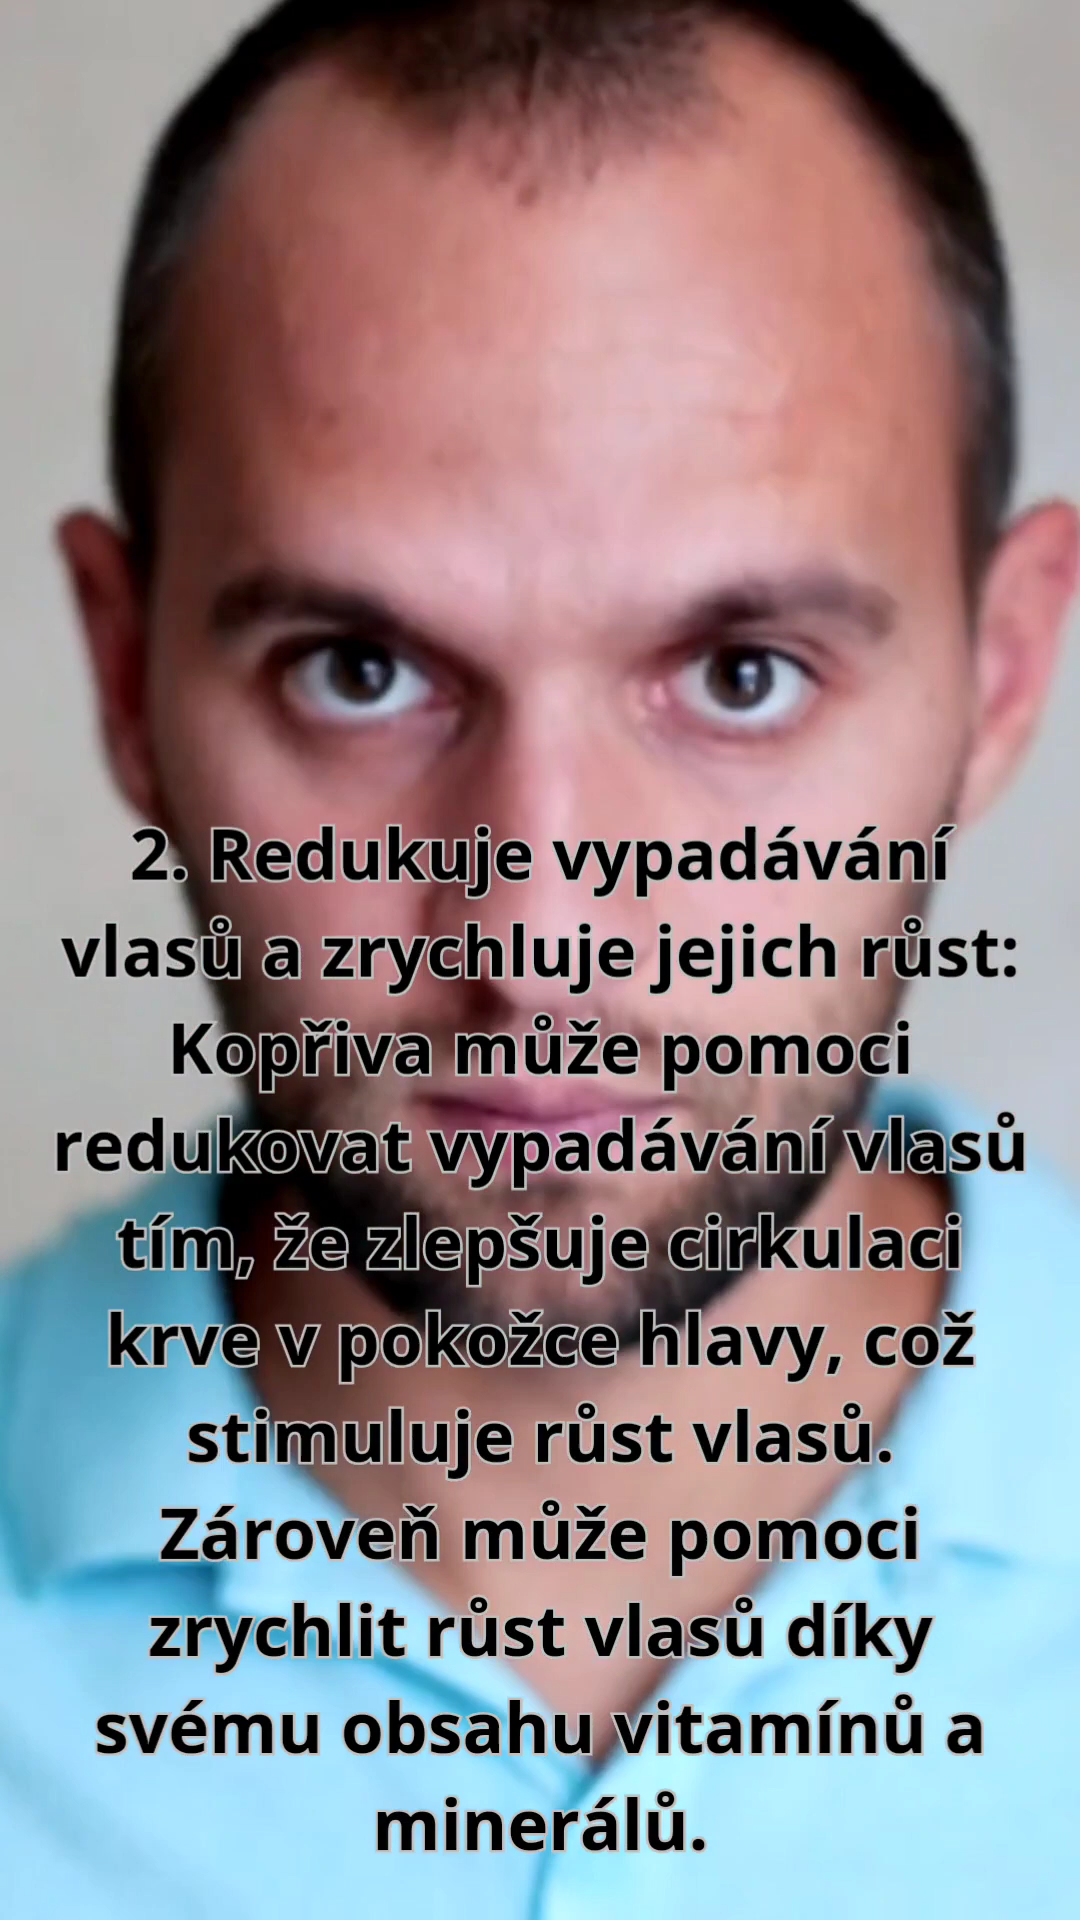 2. Redukuje vypadávání
vlasů a zrychluje jejich růst:
Kopřiva může pomoci
redukovat vypadávání vlasů
tím, že zlepšuje cirkulaci
krve v pokožce hlavy, což
stimuluje růst vlasů.
Zároveň může pomoci
zrychlit růst vlasů díky
svému obsahu vitamínů a
minerálů.